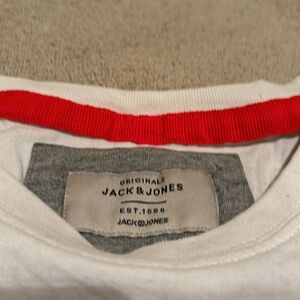 ORIGINALS
JACK & JONES
EST. 1990
JACK&JONES